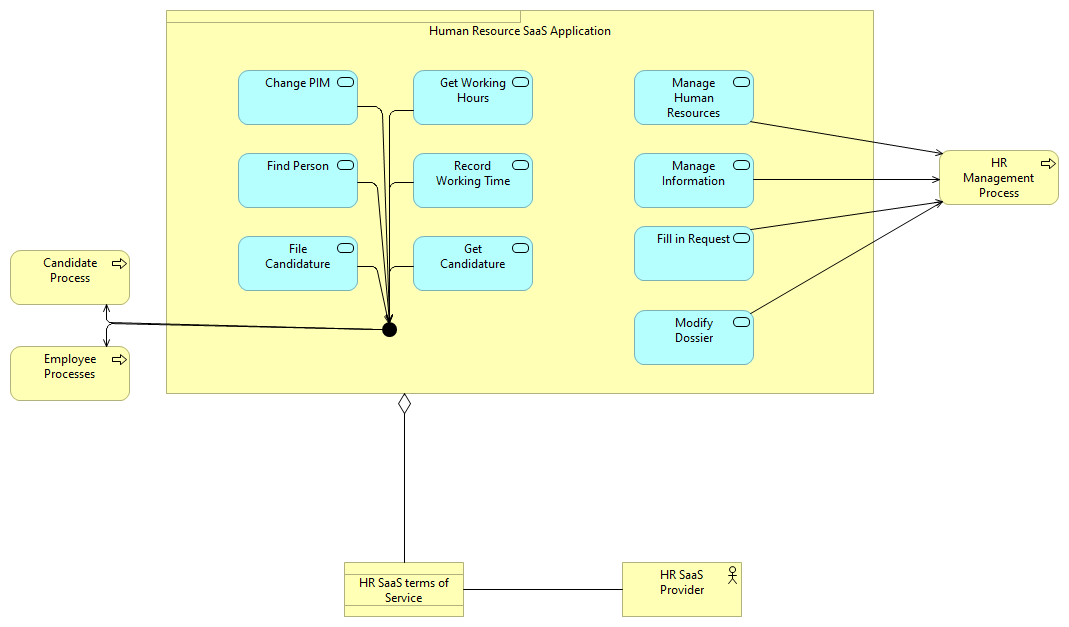 Human Resource SaaS Application
Change PIM
Get Working
Hours
Manage
Human
Resources
Find Person
Record
Working Time
Manage
Information
HR
Management
Process
File
Candidature
Get
Candidature
Fill in Request
Candidate
Process
Modify
Dossier
Employee
Processes
HR SaaS terms of
Service
HR SaaS
Provider